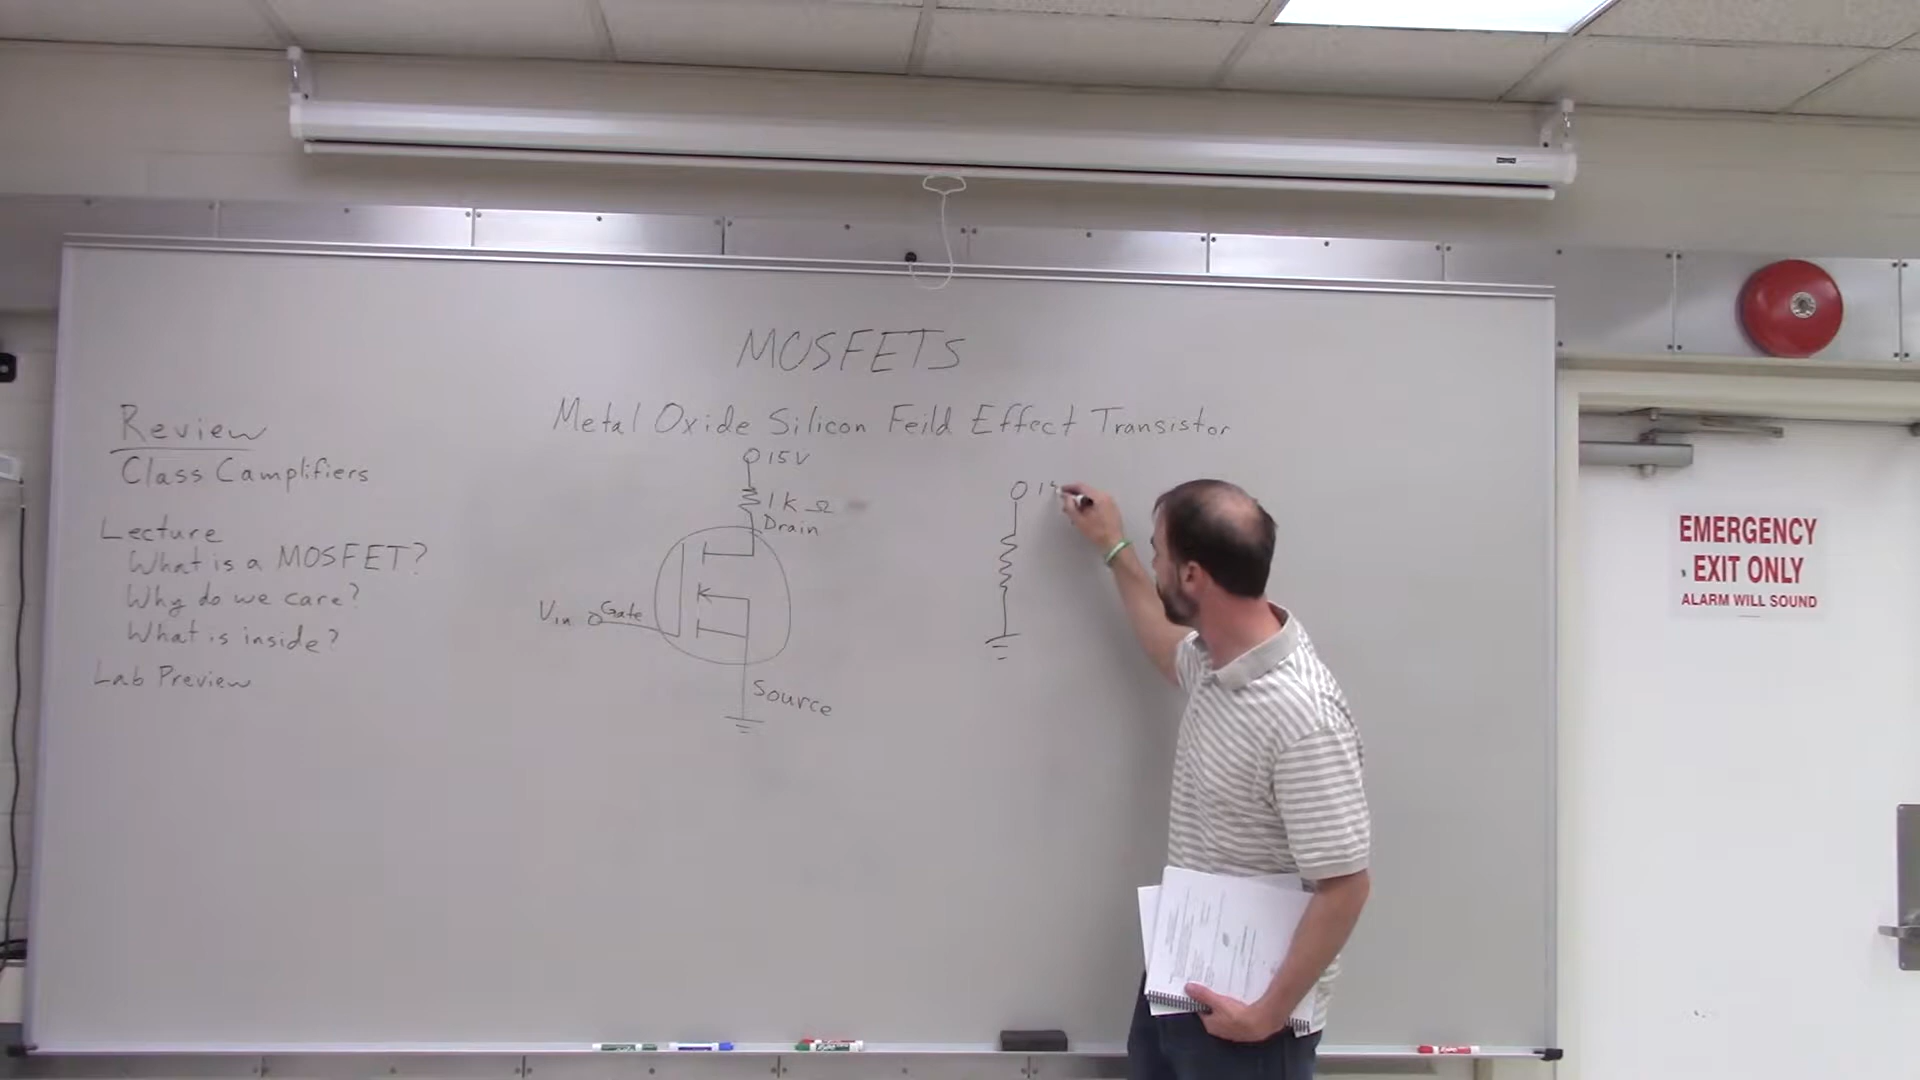 MOSFETS
Metal Oxide Silicon Feild Effect Transistor
Review
Class C amplifiers
Lecture
What is a MOSFET?
Why do we care?
What is inside?
Lab Preview
15V
1K Ω
Drain
Vin
Gate
Source
EMERGENCY
EXIT ONLY
ALARM WILL SOUND